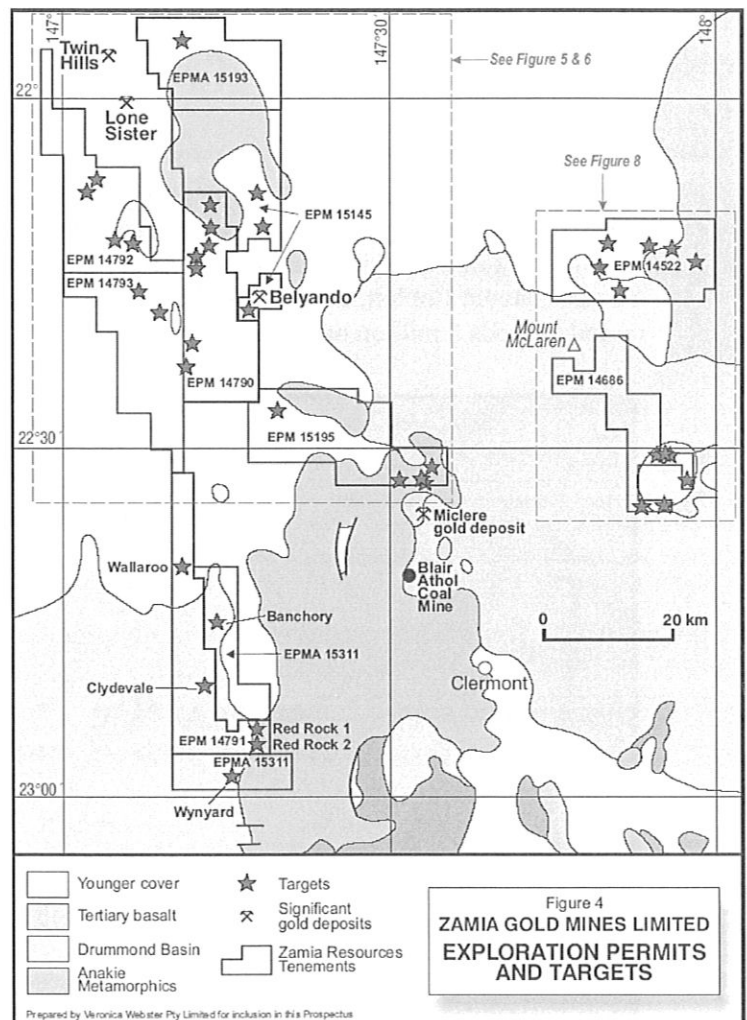 147°
147°30'
148°
Twin
Hills
EPMA 15193
See Figure 5 & 6
22°
Lone
Sister
See Figure 8
EPM 15145
EPM 14792
EPM 14793
EPM 14522
Belyando
Mount
McLaren
EPM 14790
EPM 14686
EPM 15195
22°30'
Miclere
gold deposit
Wallaroo
Blair
Athol
Coal
Mine
Banchory
0 20 km
EPMA 15311
Clydevale
Clermont
Red Rock 1
EPM 14791
Red Rock 2
EPMA 15311
23°00'
Wynyard
Younger cover
Tertiary basalt
Drummond Basin
Anakie
Metamorphics
Targets
Significant
gold deposits
Zamia Resources
Tenements
Figure 4
ZAMIA GOLD MINES LIMITED
EXPLORATION PERMITS
AND TARGETS
Prepared by Veronica Webster Pty Limited for inclusion in this Prospectus